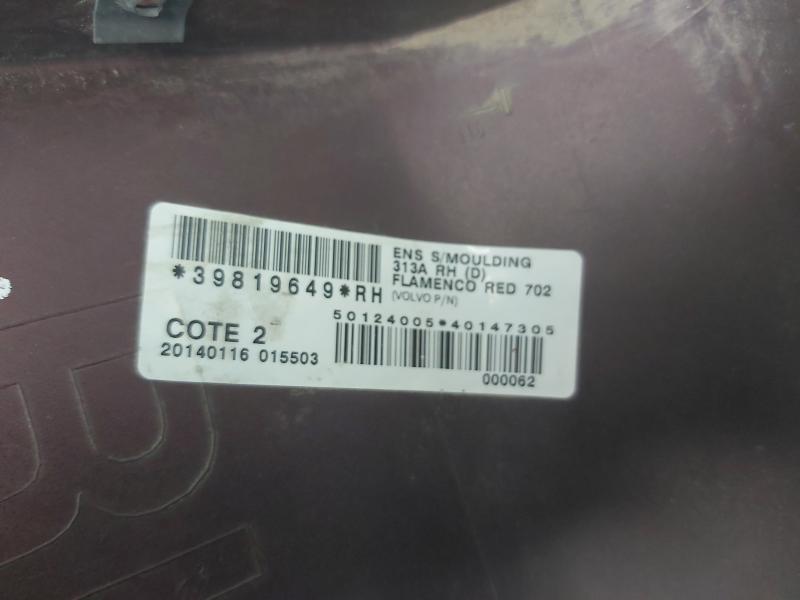 *39819649*RH
ENS S/MOULDING
313A RH (D)
FLAMENCO RED 702
(VOLVO P/N)
50124005*40147305
COTE 2
20140116 015503
000062
R